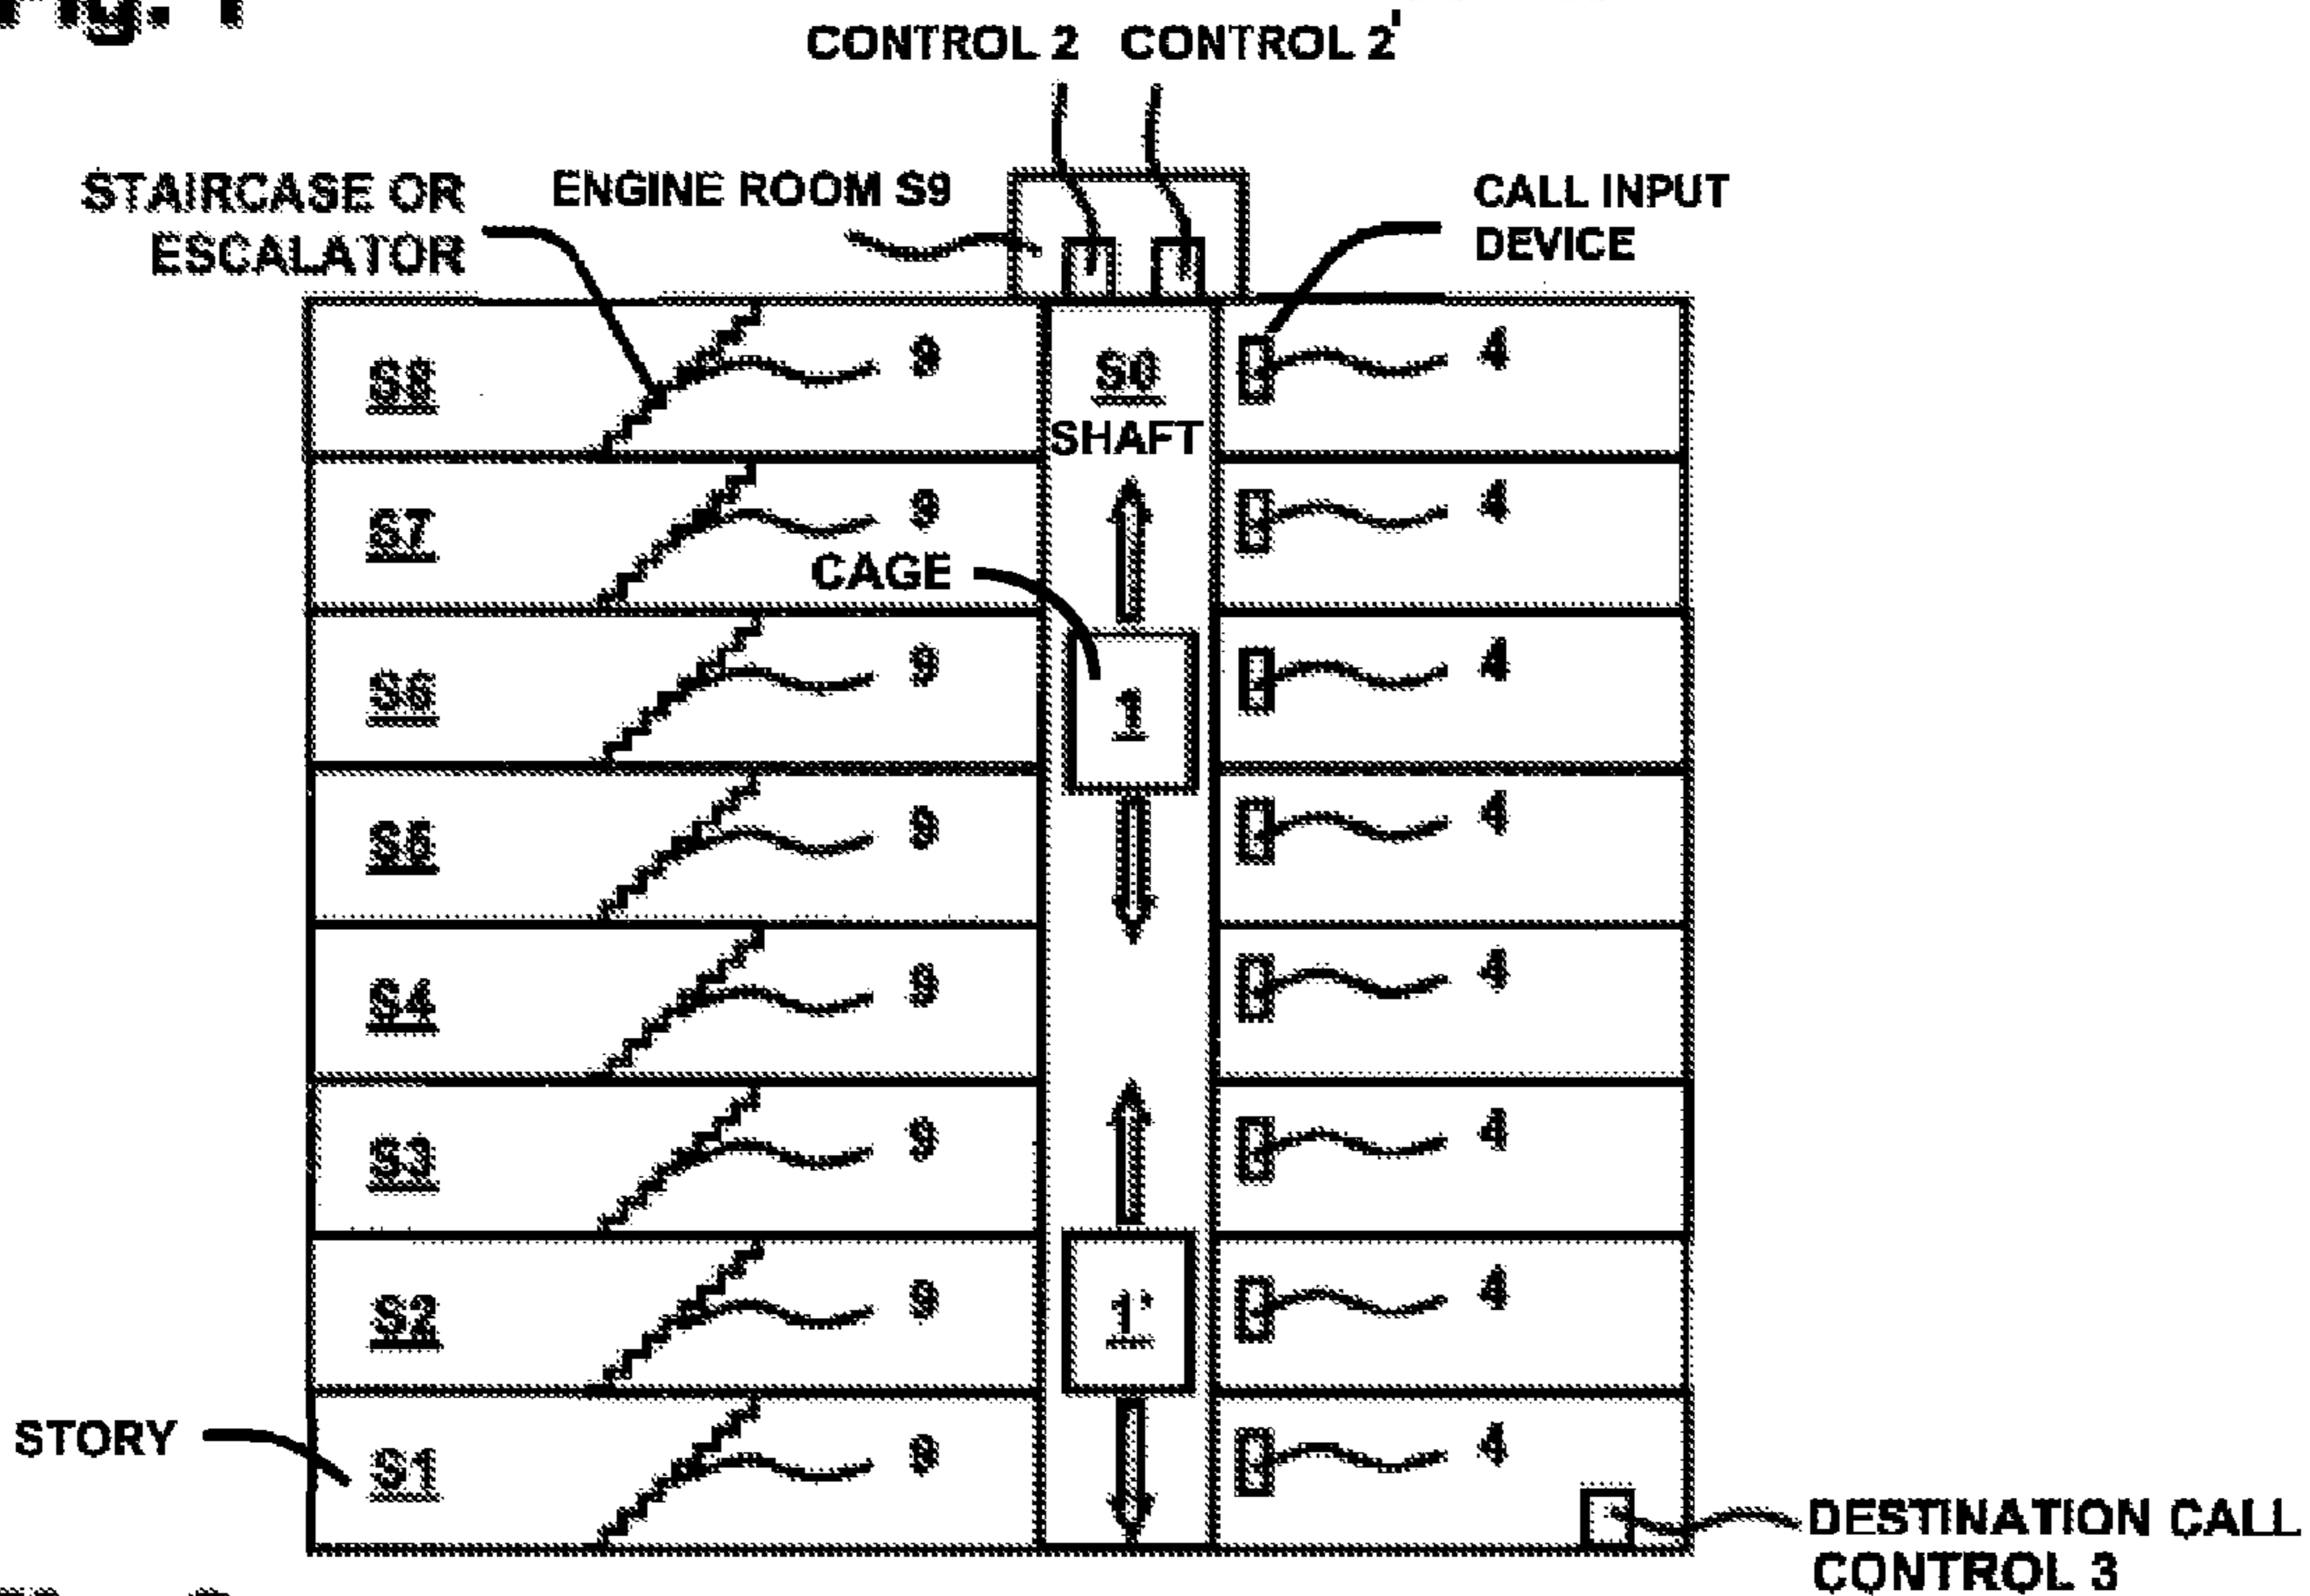 Fig. 1
CONTROL 2 CONTROL 2'
STAIRCASE OR
ESCALATOR
ENGINE ROOM S9
CALL INPUT
DEVICE
S8 9 S0 4
SHAFT
S7 9 4
CAGE
S6 9 1 4
S5 9 4
S4 9 4
S3 9 4
S2 9 1' 4
STORY
S1 9 4
DESTINATION CALL
CONTROL 3